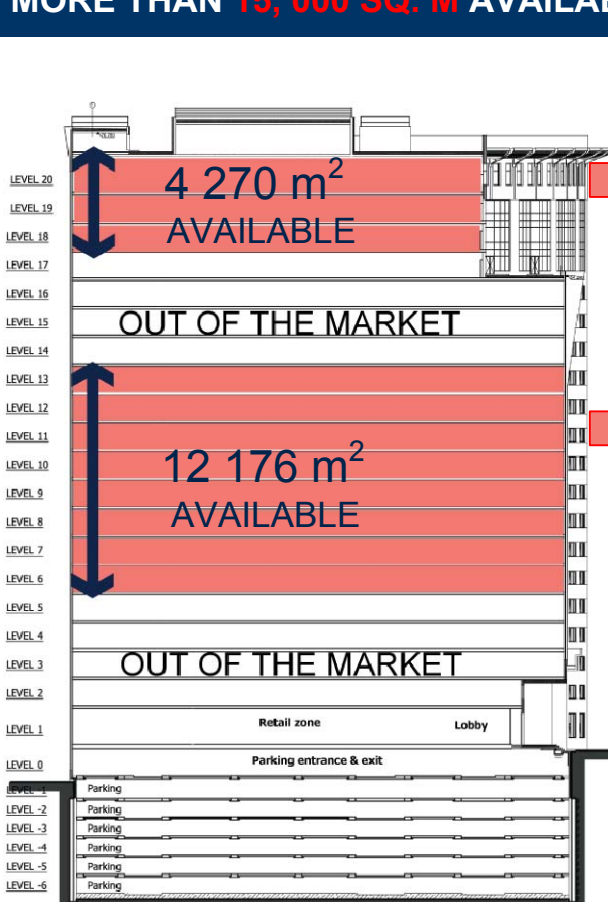 MORE THAN 15, 000 SQ. M AVAILAB
LEVEL 20
4 270 m²
LEVEL 19
AVAILABLE
LEVEL 18
LEVEL 17
LEVEL 16
LEVEL 15
OUT OF THE MARKET
LEVEL 14
LEVEL 13
LEVEL 12
LEVEL 11
LEVEL 10
12 176 m²
LEVEL 9
LEVEL 8
AVAILABLE
LEVEL 7
LEVEL 6
LEVEL 5
LEVEL 4
LEVEL 3
OUT OF THE MARKET
LEVEL 2
LEVEL 1
Retail zone
Lobby
LEVEL 0
Parking entrance & exit
LEVEL -1
Parking
LEVEL -2
Parking
LEVEL -3
Parking
LEVEL -4
Parking
LEVEL -5
Parking
LEVEL -6
Parking